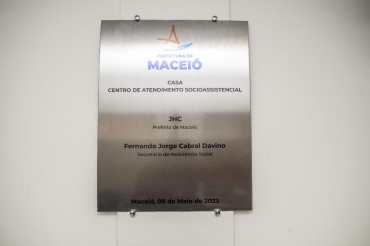 PREFEITURA DE
MACEIÓ
CASA
CENTRO DE ATENDIMENTO SOCIOASSISTENCIAL
JHC
Prefeito de Maceió
Fernando Jorge Cabral Davino
Secretário de Assistência Social
Maceió, 09 de Maio de 2023